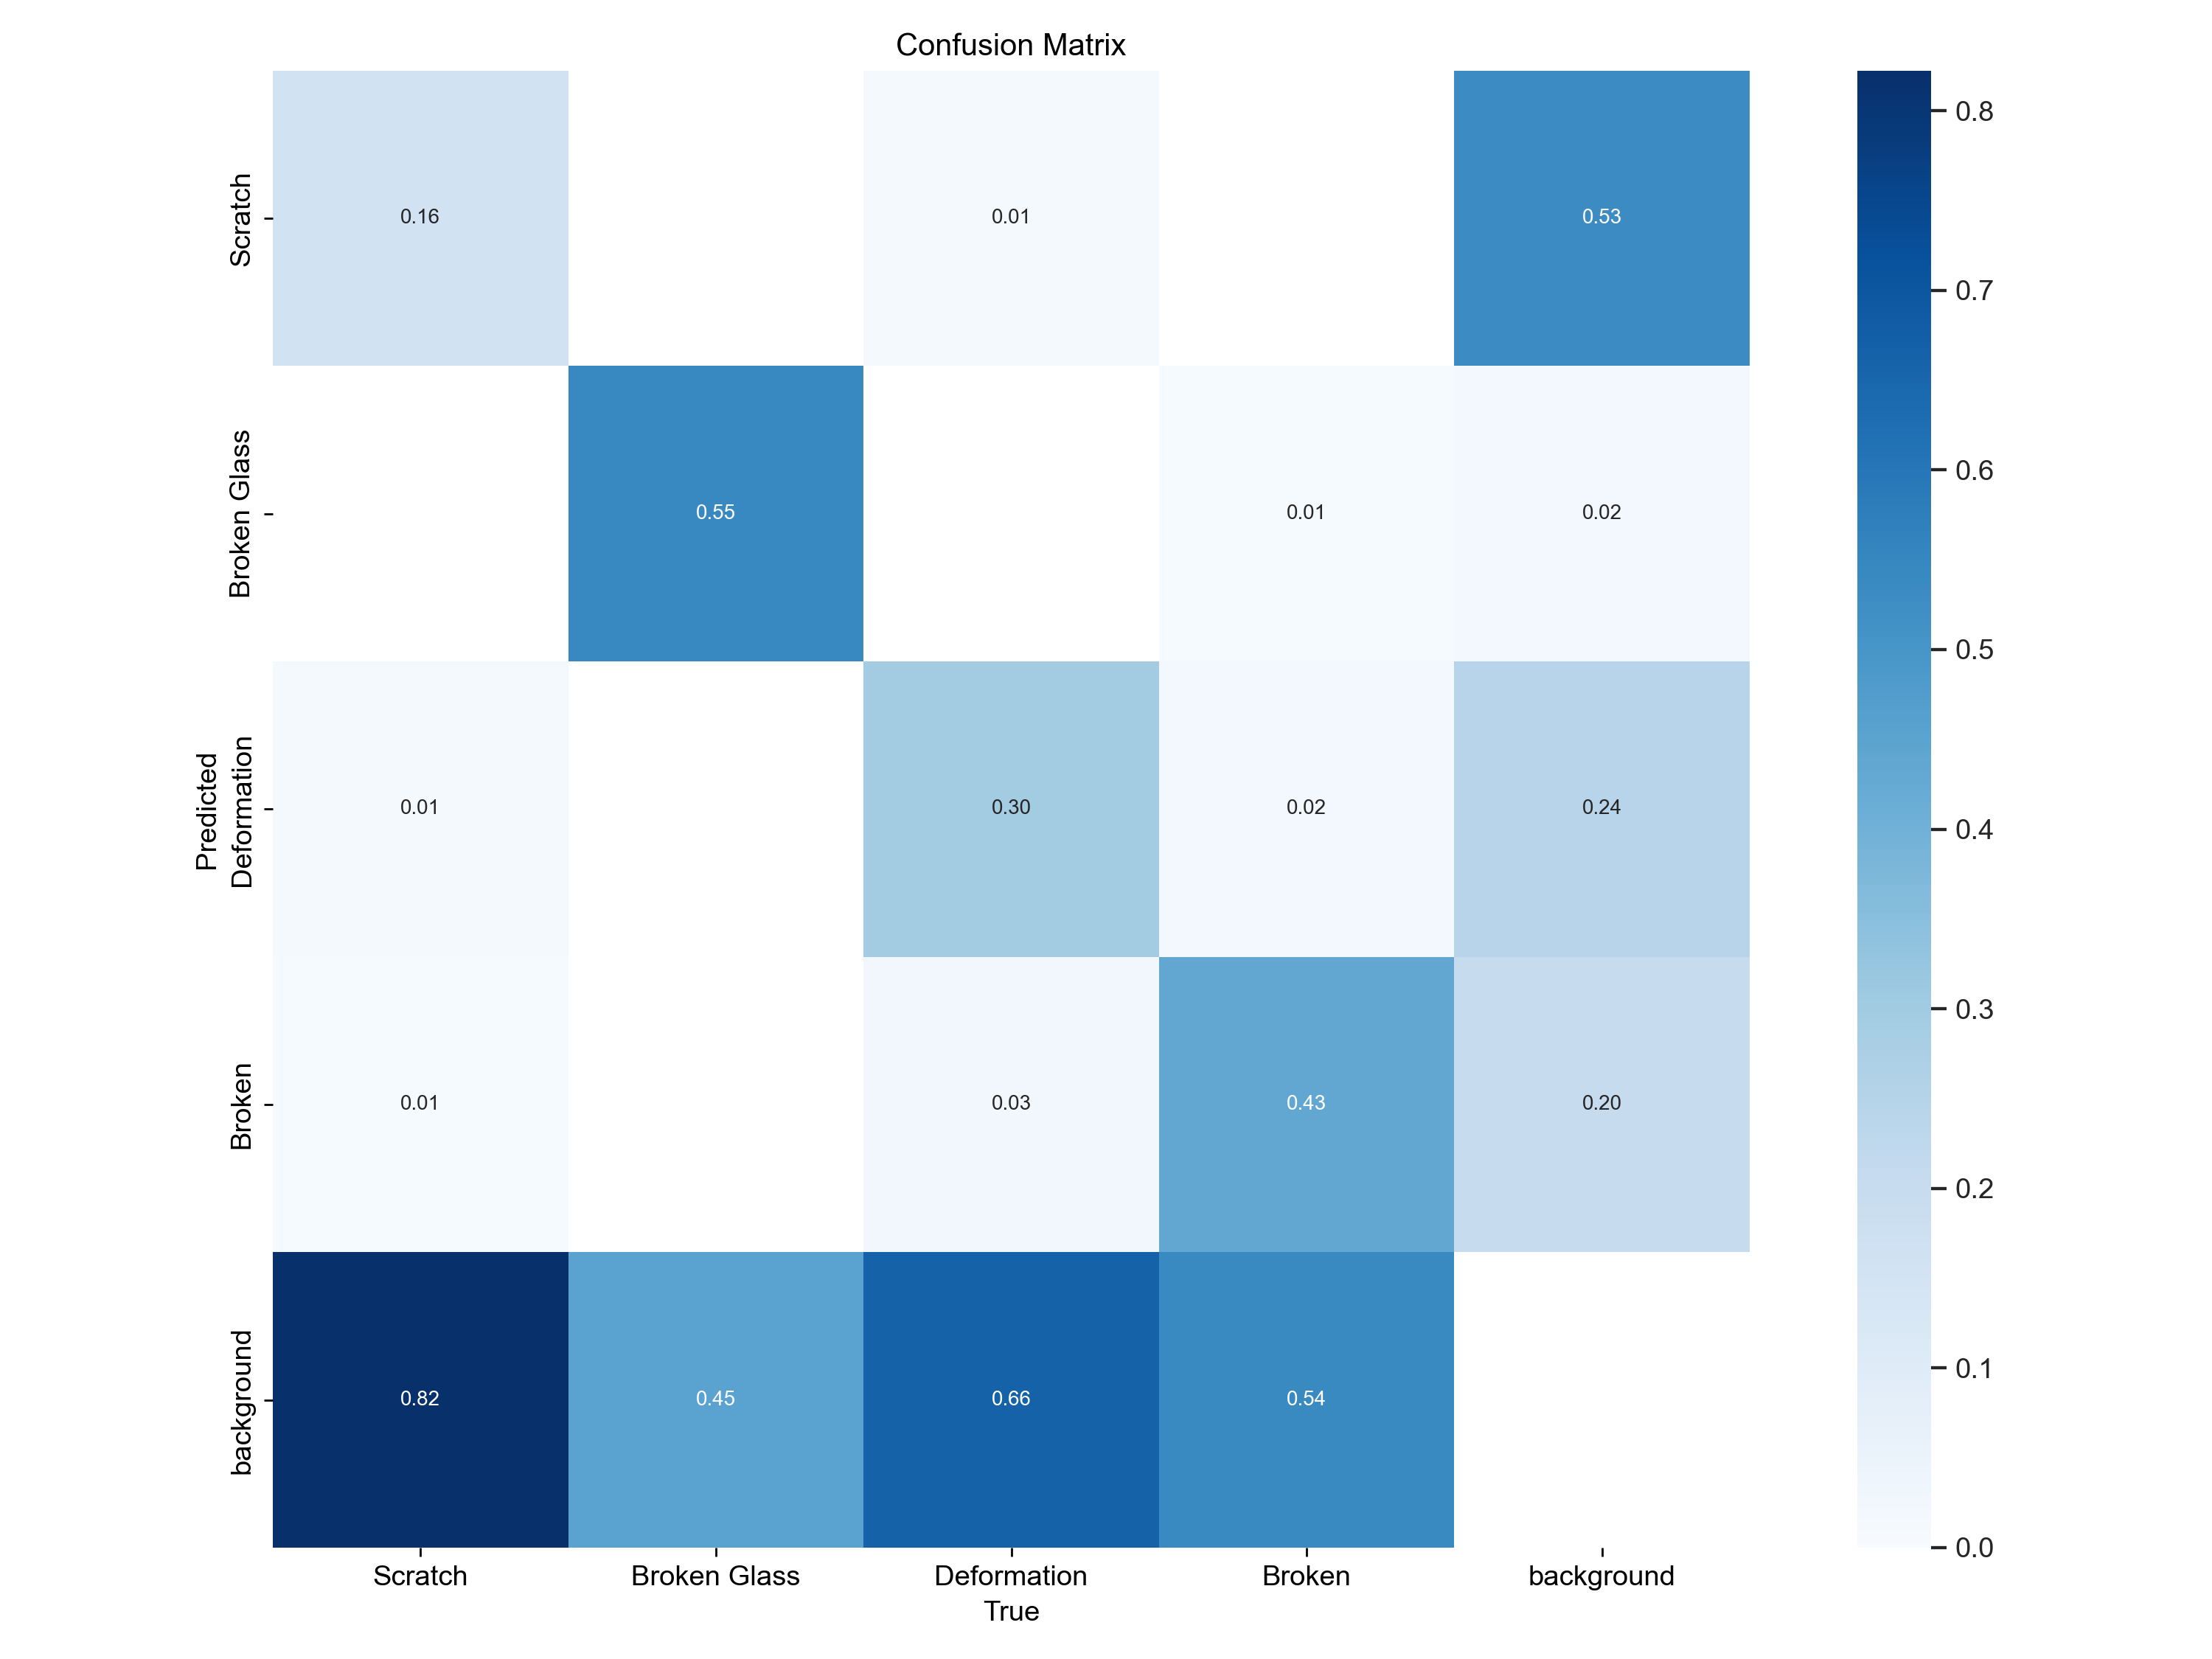 Confusion Matrix
Scratch
0.16
0.01
0.53
Broken Glass
0.55
0.01
0.02
Predicted
Deformation
0.01
0.30
0.02
0.24
Broken
0.01
0.03
0.43
0.20
background
0.82
0.45
0.66
0.54
Scratch
Broken Glass
Deformation
Broken
background
True
0.8
0.7
0.6
0.5
0.4
0.3
0.2
0.1
0.0